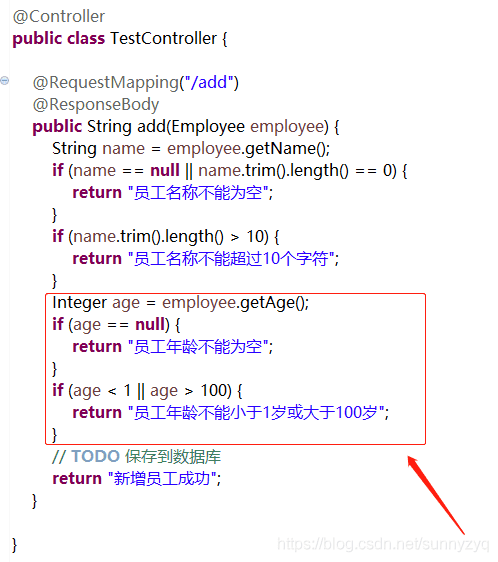 @Controller
public class TestController {
@RequestMapping("/add")
@ResponseBody
public String add(Employee employee) {
String name = employee.getName();
if (name == null || name.trim().length() == 0) {
return "员工名称不能为空";
}
if (name.trim().length() > 10) {
return "员工名称不能超过10个字符";
}
Integer age = employee.getAge();
if (age == null) {
return "员工年龄不能为空";
}
if (age < 1 || age > 100) {
return "员工年龄不能小于1岁或大于100岁";
}
// TODO 保存到数据库
return "新增员工成功";
}
}
https://blog.csdn.net/sunnyzyq